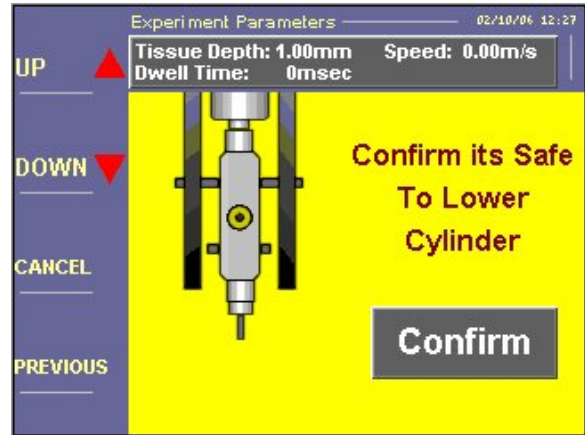 Experiment Parameters 02/10/06 12:27
Tissue Depth: 1.00mm Speed: 0.00m/s
Dwell Time: 0msec
UP
DOWN
CANCEL
PREVIOUS
Confirm its Safe
To Lower
Cylinder
Confirm